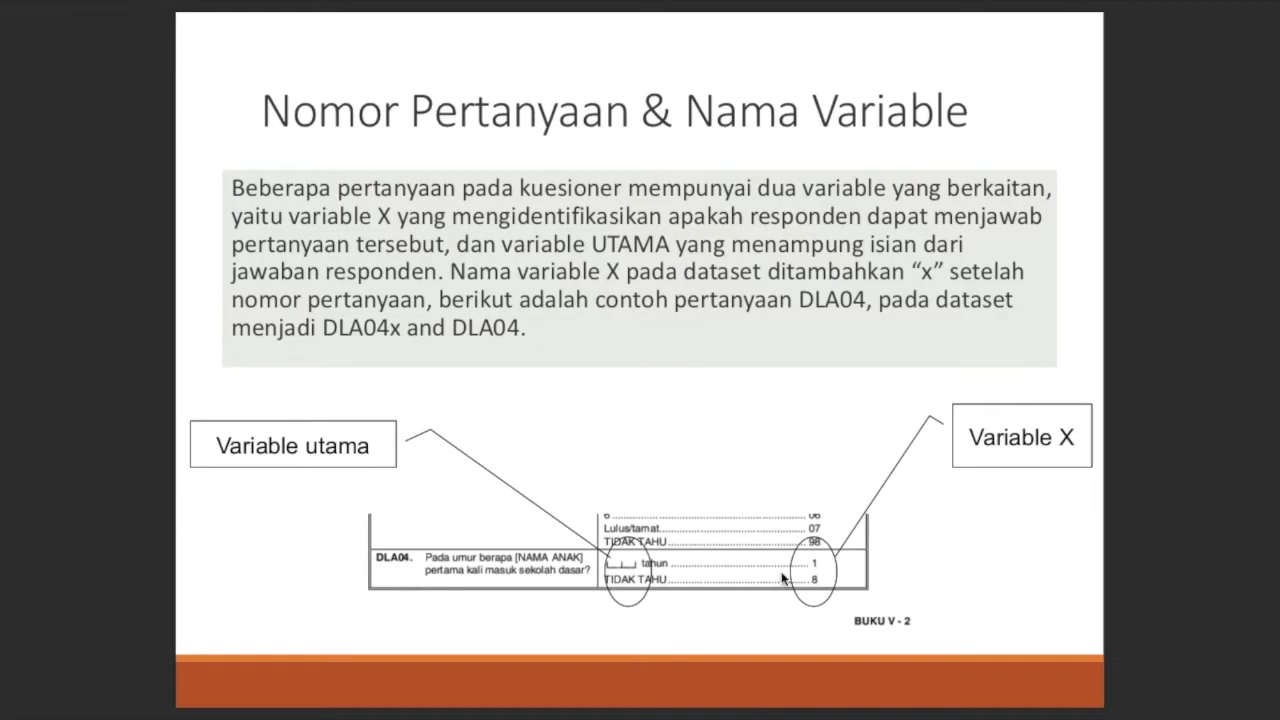 Nomor Pertanyaan & Nama Variable
Beberapa pertanyaan pada kuesioner mempunyai dua variable yang berkaitan,
yaitu variable X yang mengidentifikasikan apakah responden dapat menjawab
pertanyaan tersebut, dan variable UTAMA yang menampung isian dari
jawaban responden. Nama variable X pada dataset ditambahkan “x” setelah
nomor pertanyaan, berikut adalah contoh pertanyaan DLA04, pada dataset
menjadi DLA04x and DLA04.
Variable utama
Variable X
6 ........................................................ 06
Lulus/tamat.......................................... 07
TIDAK TAHU........................................ 98
DLA04. Pada umur berapa [NAMA ANAK]
pertama kali masuk sekolah dasar?
tahun ........................................ 1
TIDAK TAHU........................................ 8
BUKU V - 2